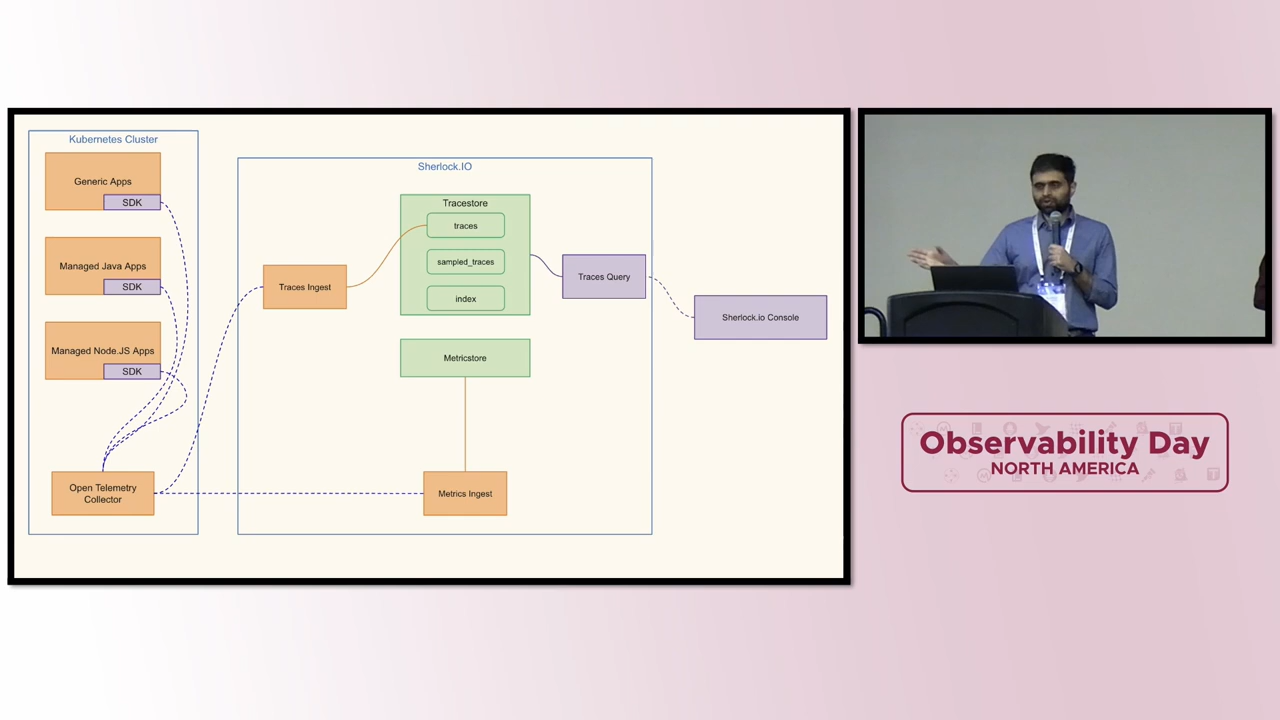 Kubernetes Cluster
Generic Apps
SDK
Managed Java Apps
SDK
Managed Node.JS Apps
SDK
Open Telemetry
Collector
Sherlock.IO
Traces Ingest
Tracestore
traces
sampled_traces
index
Metricstore
Metrics Ingest
Traces Query
Sherlock.io Console
Observability Day
NORTH AMERICA